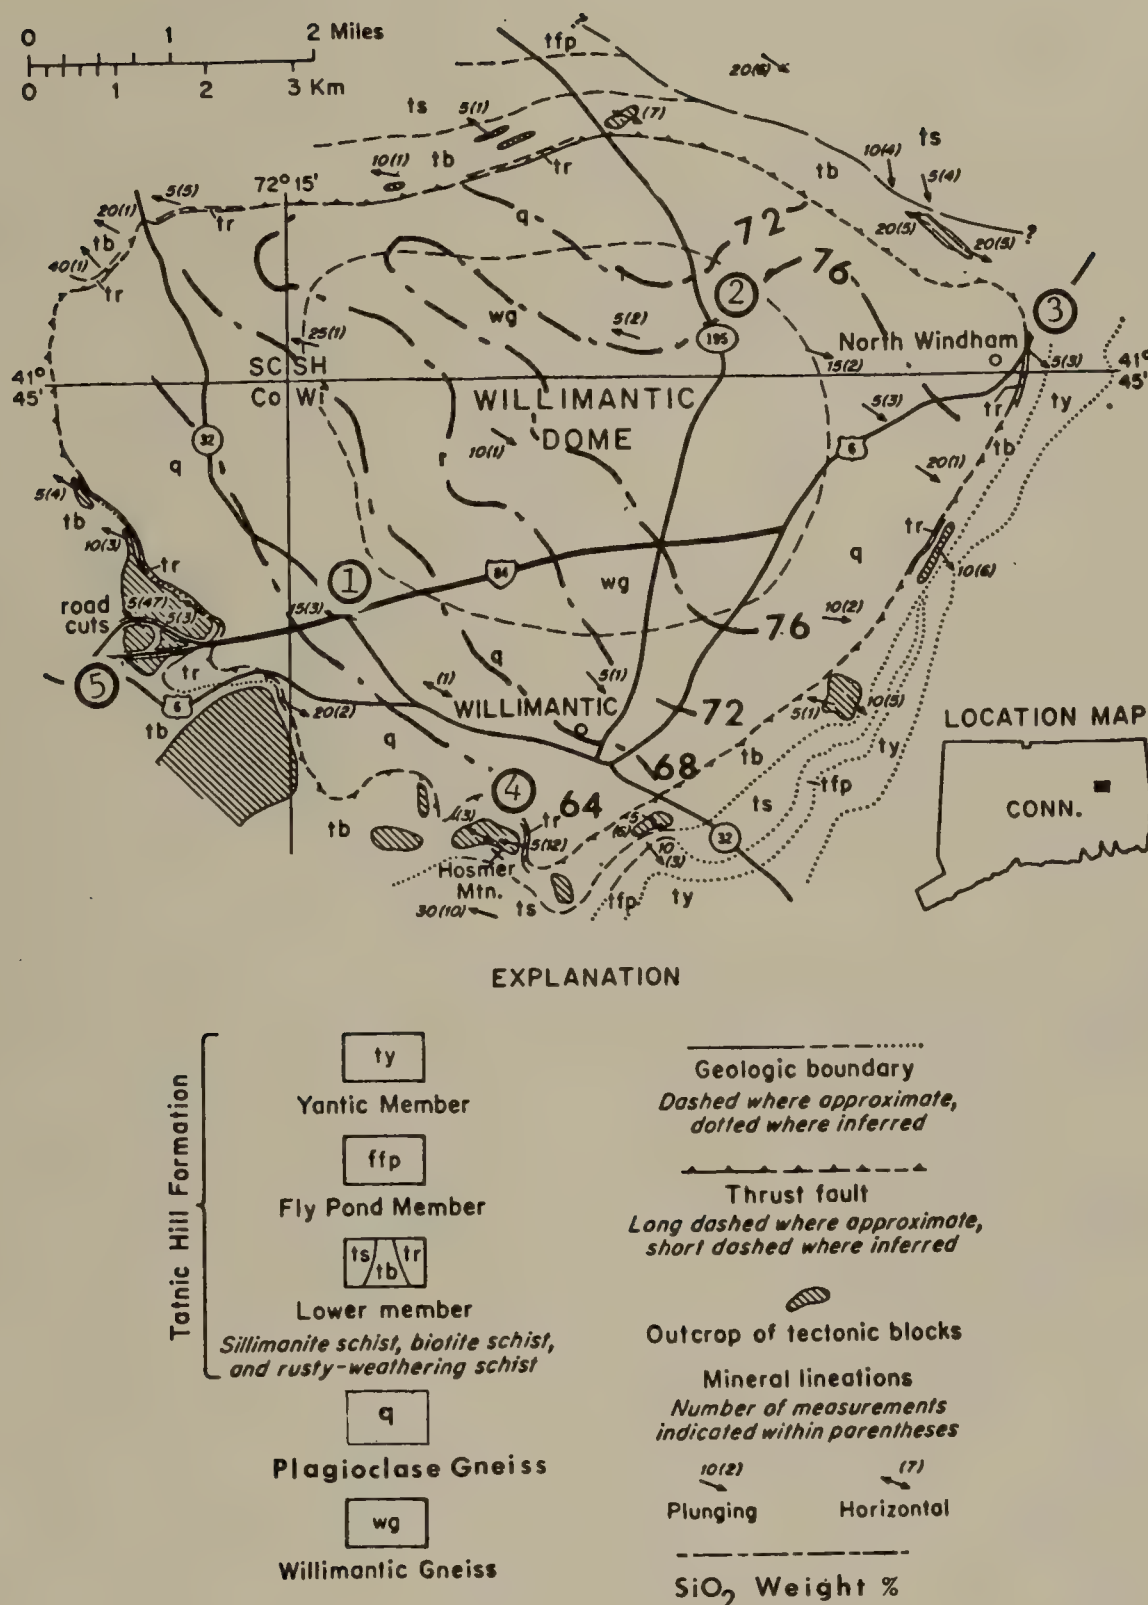 0 1 2 Miles
0 1 2 3 Km
?
tfp
20(6)
ts
5(1)
(7)
ts
10(4)
tb
10(1)
tr
tb
5(4)
72° 15'
5(5)
20(1)
tr
q
72
20(5)
20(5)
?
tb
40(1)
tr
2
76
3
wg
5(2)
195
North Windham
25(1)
15(2)
5(3)
41°
45'
SC SH
Co Wi
41°
45'
WILLIMANTIC
DOME
5(3)
tr
ty
tb
32
q
10(1)
6
20(1)
5(4)
tb
10(3)
tr
q
tr
1
84
wg
10(6)
road
cuts
5(47)
5(3)
15(3)
76
10(2)
5
tr
q
6
(1)
5(1)
WILLIMANTIC
72
5(1)
10(5)
LOCATION MAP
tb
20(2)
q
tb
ty
68
tfp
ts
CONN.
4
64
tb
(3)
tr
5(12)
5
(6)
10
(3)
32
Hosmer
Mtn.
30(10)
ts
tfp
ty
EXPLANATION
Tatnic Hill Formation
ty
Yantic Member
ffp
Fly Pond Member
ts tb tr
Lower member
Sillimanite schist, biotite schist,
and rusty-weathering schist
q
Plagioclase Gneiss
wg
Willimantic Gneiss
Geologic boundary
Dashed where approximate,
dotted where inferred
Thrust fault
Long dashed where approximate,
short dashed where inferred
Outcrop of tectonic blocks
Mineral lineations
Number of measurements
indicated within parentheses
10(2) (7)
Plunging Horizontal
SiO2 Weight %